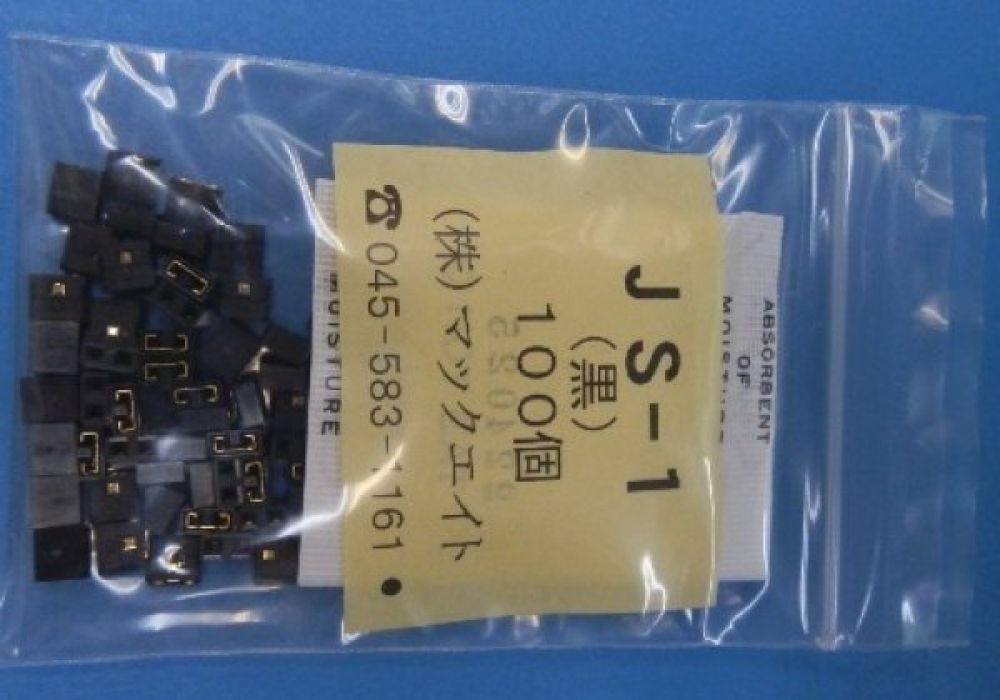 JS-1
(黒)
100個
(株)マックエイト
☎045-583-1161●
ABSORBENT
OF
MOISTURE